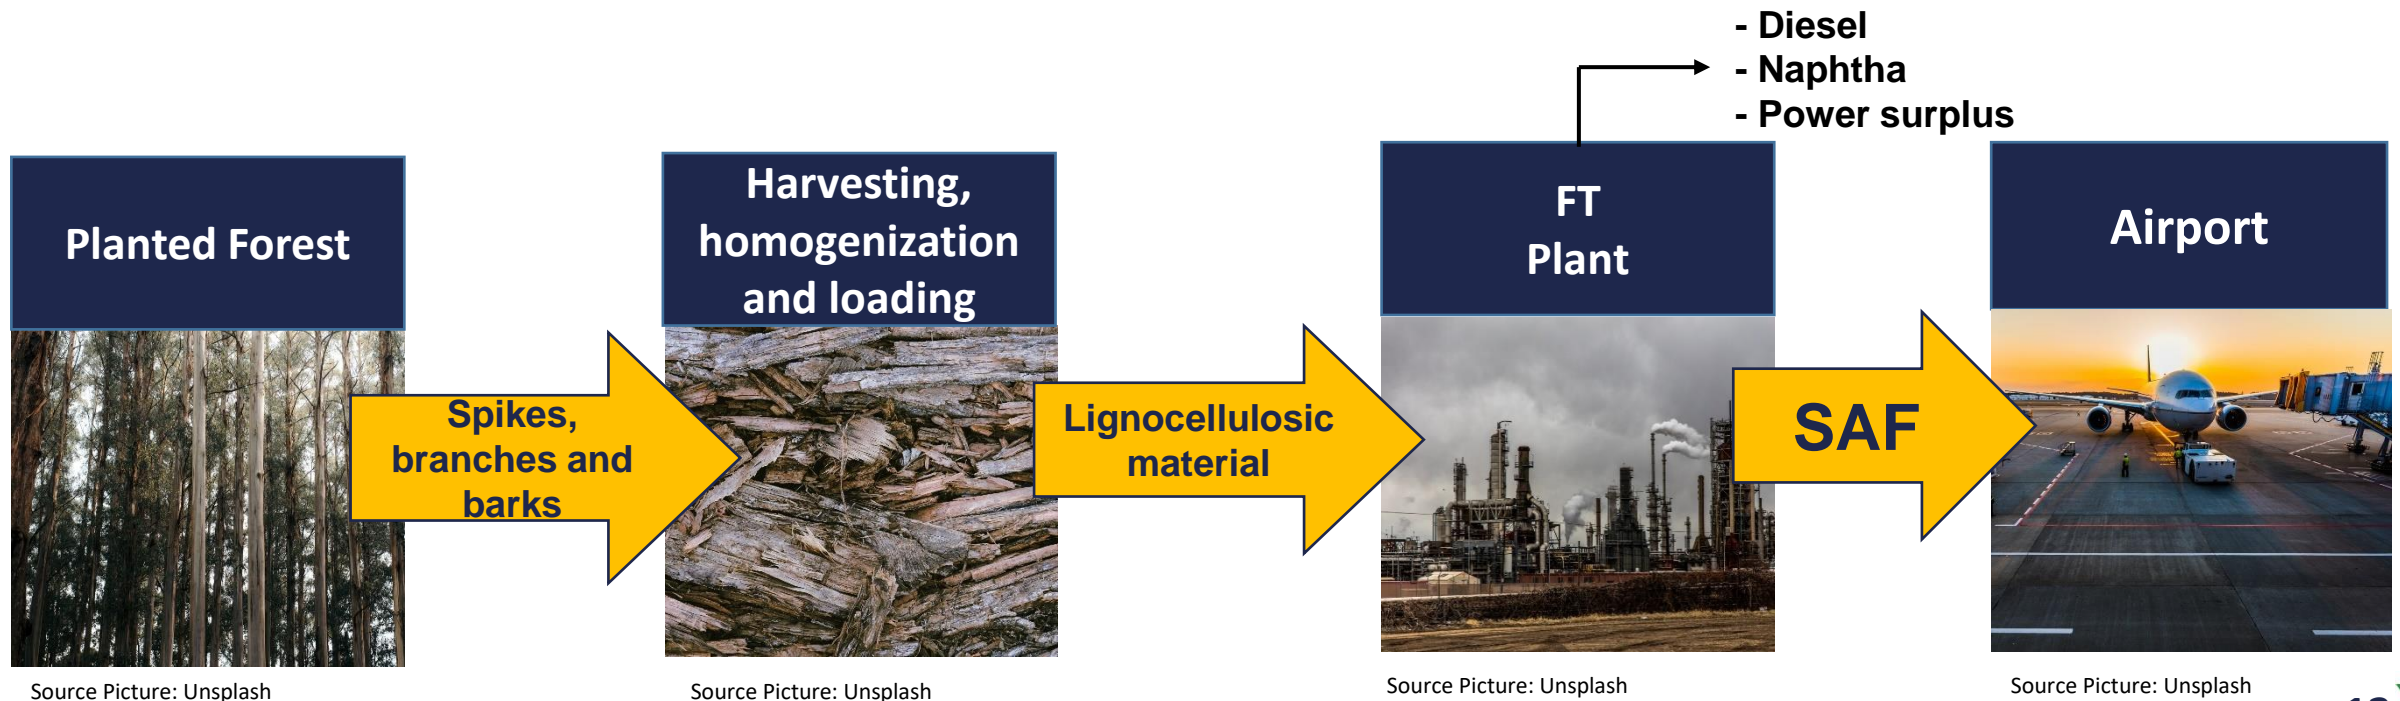 - Diesel
- Naphtha
- Power surplus
Planted Forest
Harvesting,
homogenization
and loading
FT
Plant
Airport
Spikes,
branches and
barks
Lignocellulosic
material
SAF
Source Picture: Unsplash
Source Picture: Unsplash
Source Picture: Unsplash
Source Picture: Unsplash